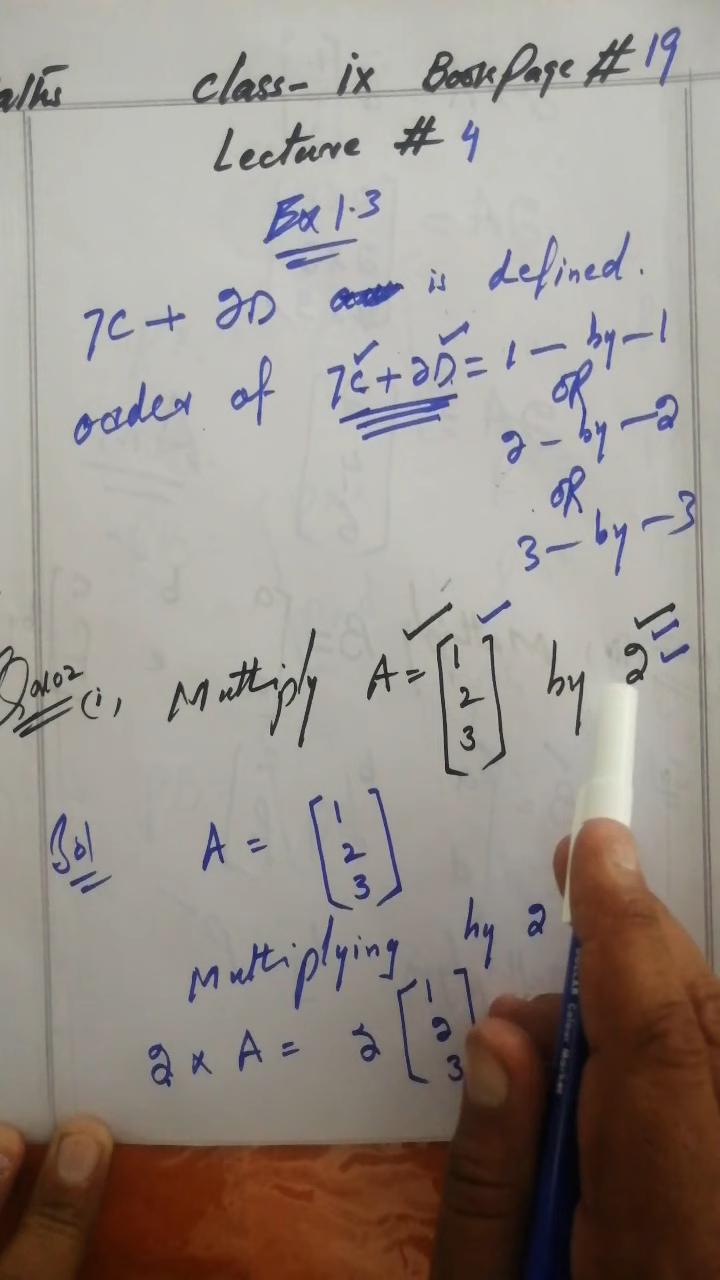 aths class- ix Book Page # 19
Lecture # 4
Ex 1.3
7C + 2D is defined.
order of 7C + 2D = 1 - by - 1
OR
2 - by - 2
OR
3 - by - 3
Q no 02 (i) Multiply A = [1 2 3] by 2
Sol A = [1 2 3]
Multiplying by 2
2 x A = 2 [1 2 3